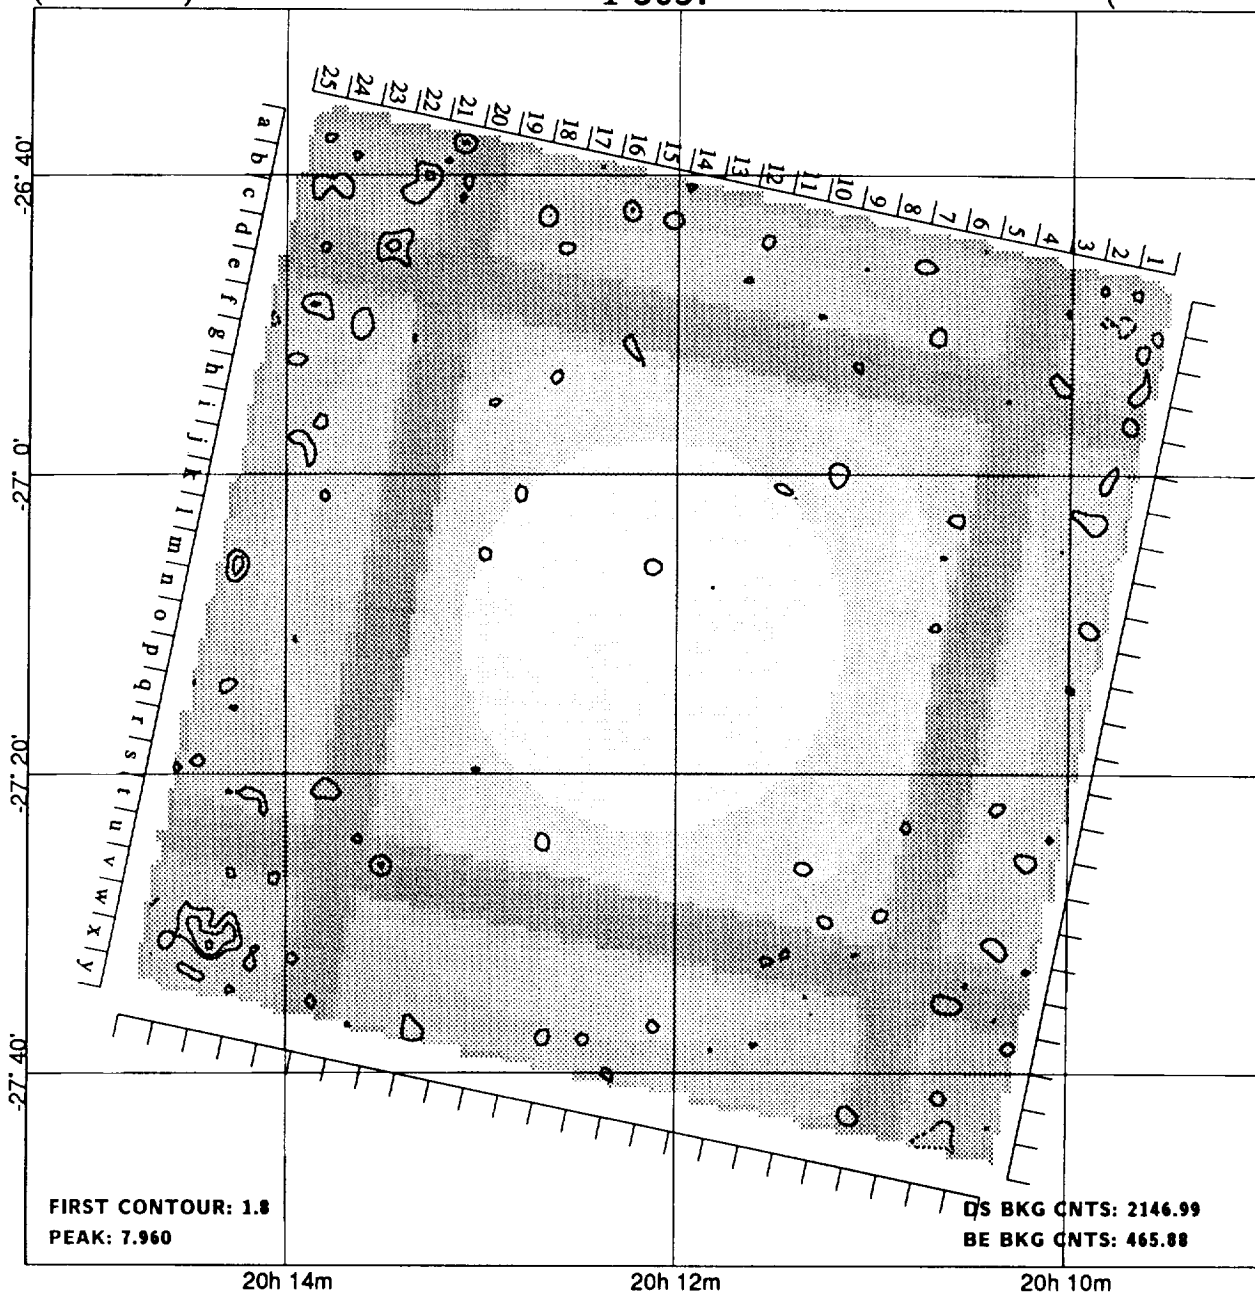 25 24 23 22 21 20 19 18 17 16 15 14 13 12 11 10 9 8 7 6 5 4 3 2 1
a b c d e f g h i j k l m n o p q r s t u v w x y
-26° 40'
-27° 0'
-27° 20'
-27° 40'
FIRST CONTOUR: 1.8
PEAK: 7.960
DS BKG CNTS: 2146.99
BE BKG CNTS: 465.88
20h 14m 20h 12m 20h 10m